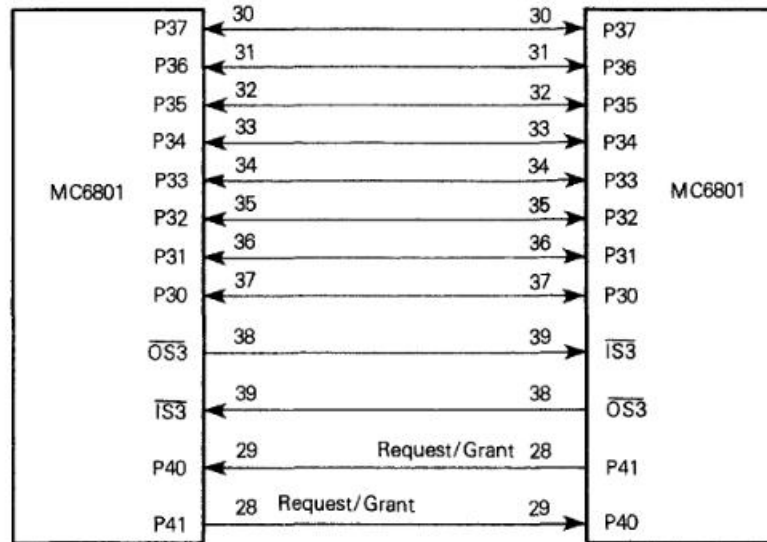 P37 30 30 P37
P36 31 31 P36
P35 32 32 P35
P34 33 33 P34
P33 34 34 P33
MC6801 MC6801
P32 35 35 P32
P31 36 36 P31
P30 37 37 P30
OS3 38 39 IS3
IS3 39 38 OS3
P40 29 Request/Grant 28 P41
P41 28 Request/Grant 29 P40